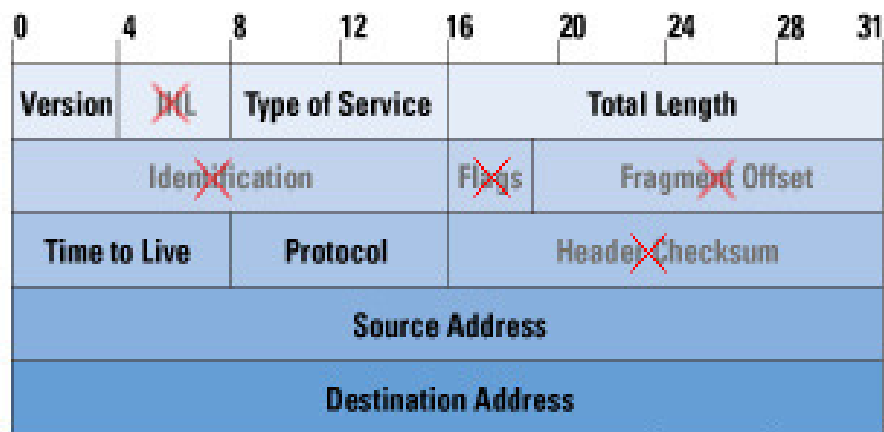 0 4 8 12 16 20 24 28 31
Version IHL Type of Service Total Length
Identification Flags Fragment Offset
Time to Live Protocol Header Checksum
Source Address
Destination Address